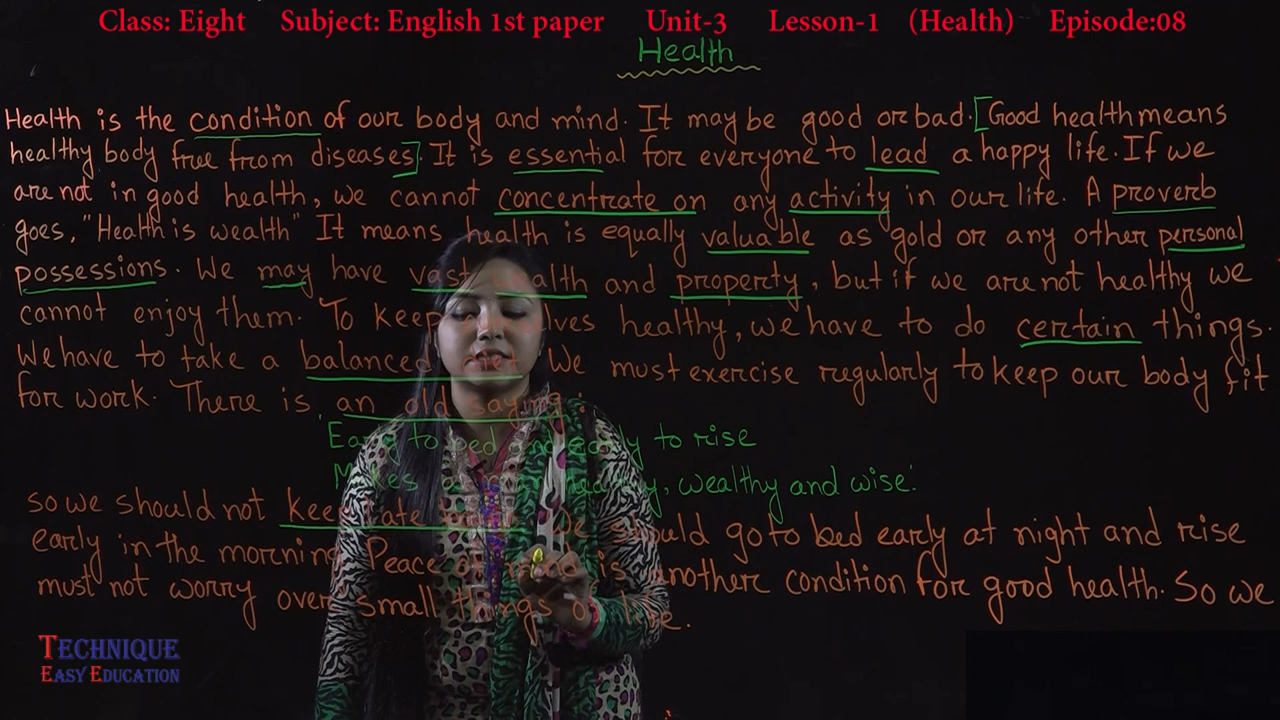 Class: Eight Subject: English 1st paper Unit-3 Lesson-1 (Health) Episode:08
Health
Health is the condition of our body and mind. It may be good or bad. [Good health means
healthy body free from diseases]. It is essential for everyone to lead a happy life. If we
are not in good health, we cannot concentrate on any activity in our life. A proverb
goes, "Health is wealth" It means health is equally valuable as gold or any other personal
possessions. We may have vast wealth and property, but if we are not healthy we
cannot enjoy them. To keep ourselves healthy, we have to do certain things.
We have to take a balanced diet. We must exercise regularly to keep our body fit
for work. There is an old saying:
'Early to bed and early to rise
Makes a man healthy, wealthy and wise.'
so we should not keep late We should go to bed early at night and rise
early in the morning. Peace of mind is another condition for good health. So we
must not worry over small things of life.
TECHNIQUE
EASY EDUCATION